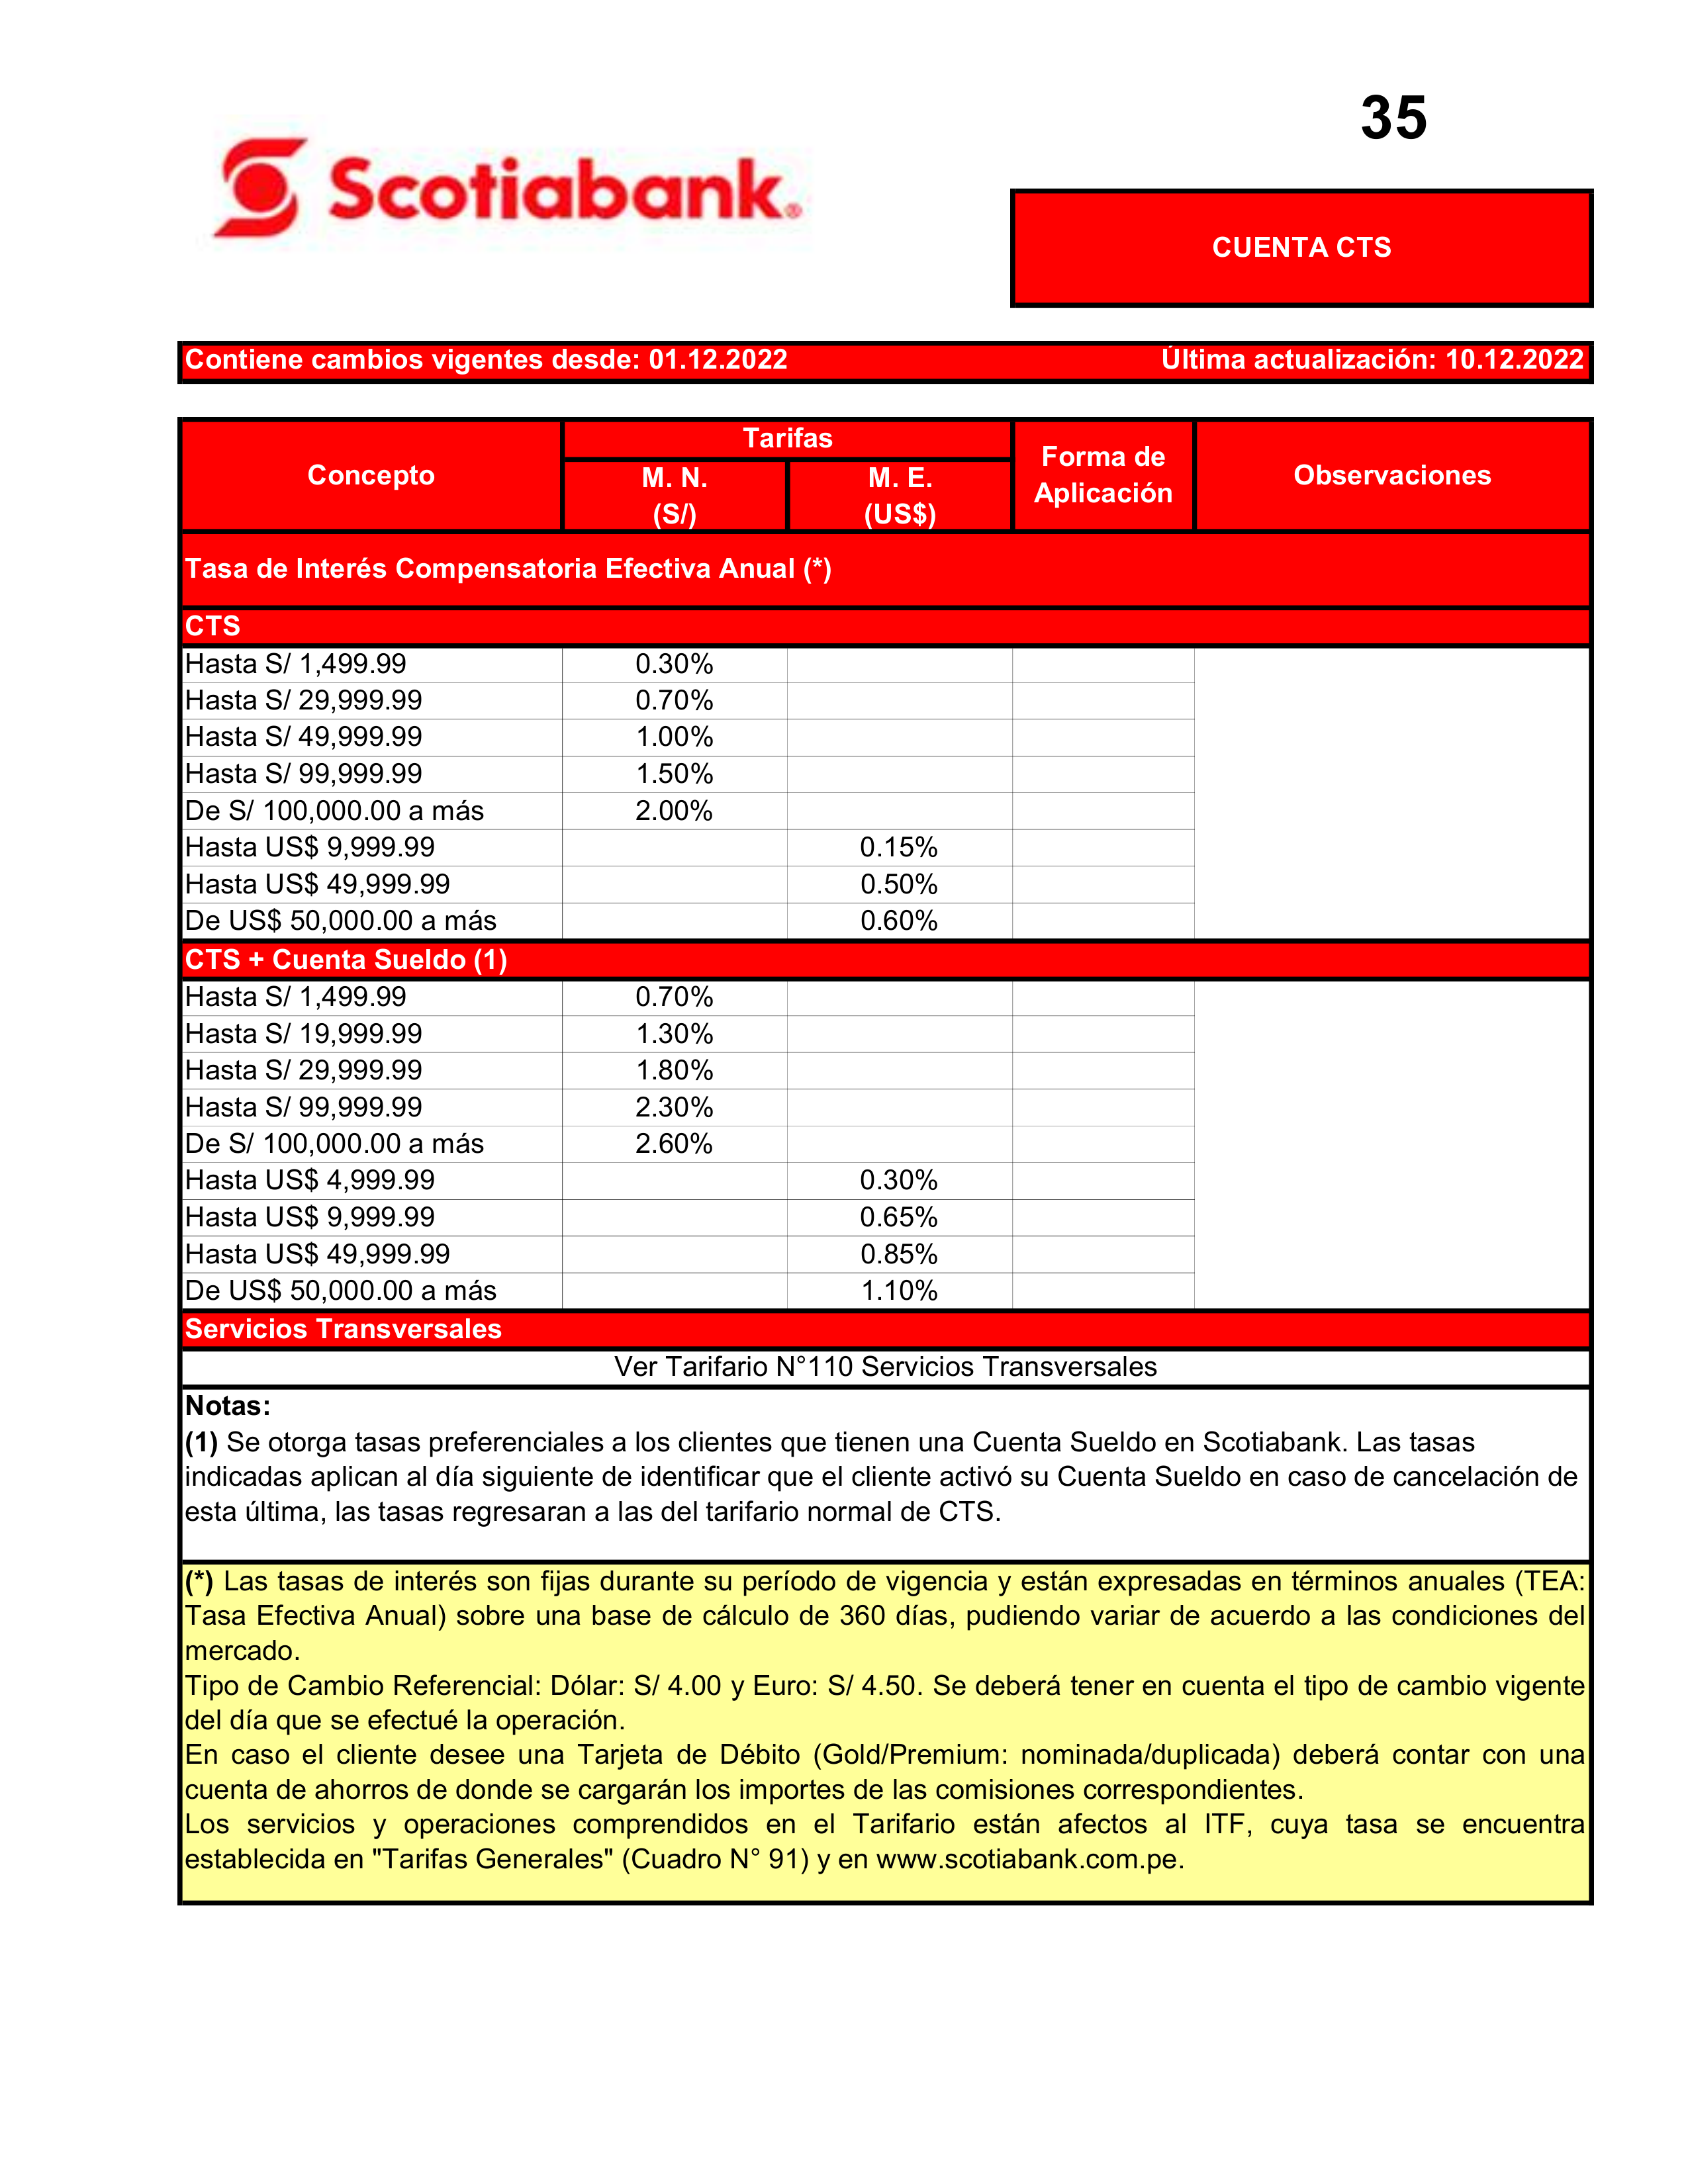 35
Scotiabank®
CUENTA CTS
Contiene cambios vigentes desde: 01.12.2022 Última actualización: 10.12.2022
Concepto Tarifas Forma de Aplicación Observaciones
M. N. (S/) M. E. (US$)
Tasa de Interés Compensatoria Efectiva Anual (*)
CTS
Hasta S/ 1,499.99 0.30%
Hasta S/ 29,999.99 0.70%
Hasta S/ 49,999.99 1.00%
Hasta S/ 99,999.99 1.50%
De S/ 100,000.00 a más 2.00%
Hasta US$ 9,999.99 0.15%
Hasta US$ 49,999.99 0.50%
De US$ 50,000.00 a más 0.60%
CTS + Cuenta Sueldo (1)
Hasta S/ 1,499.99 0.70%
Hasta S/ 19,999.99 1.30%
Hasta S/ 29,999.99 1.80%
Hasta S/ 99,999.99 2.30%
De S/ 100,000.00 a más 2.60%
Hasta US$ 4,999.99 0.30%
Hasta US$ 9,999.99 0.65%
Hasta US$ 49,999.99 0.85%
De US$ 50,000.00 a más 1.10%
Servicios Transversales
Ver Tarifario N°110 Servicios Transversales
Notas:
(1) Se otorga tasas preferenciales a los clientes que tienen una Cuenta Sueldo en Scotiabank. Las tasas
indicadas aplican al día siguiente de identificar que el cliente activó su Cuenta Sueldo en caso de cancelación de
esta última, las tasas regresaran a las del tarifario normal de CTS.
(*) Las tasas de interés son fijas durante su período de vigencia y están expresadas en términos anuales (TEA:
Tasa Efectiva Anual) sobre una base de cálculo de 360 días, pudiendo variar de acuerdo a las condiciones del
mercado.
Tipo de Cambio Referencial: Dólar: S/ 4.00 y Euro: S/ 4.50. Se deberá tener en cuenta el tipo de cambio vigente
del día que se efectué la operación.
En caso el cliente desee una Tarjeta de Débito (Gold/Premium: nominada/duplicada) deberá contar con una
cuenta de ahorros de donde se cargarán los importes de las comisiones correspondientes.
Los servicios y operaciones comprendidos en el Tarifario están afectos al ITF, cuya tasa se encuentra
establecida en "Tarifas Generales" (Cuadro N° 91) y en www.scotiabank.com.pe.